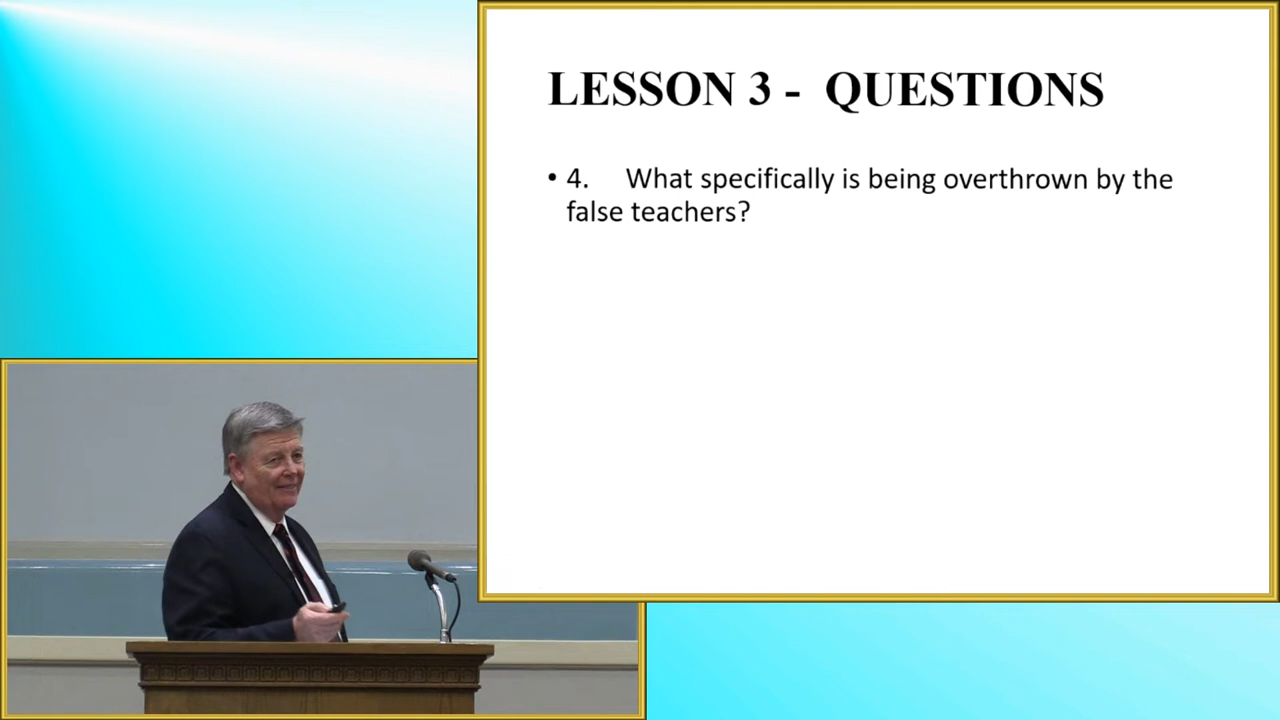 LESSON 3 - QUESTIONS
• 4. What specifically is being overthrown by the
false teachers?